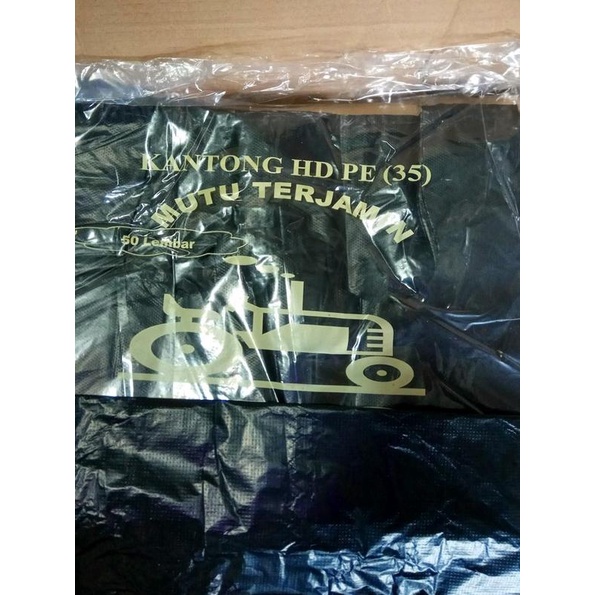 KANTONG HD PE (35)
MUTU TERJAMIN
50 Lembar